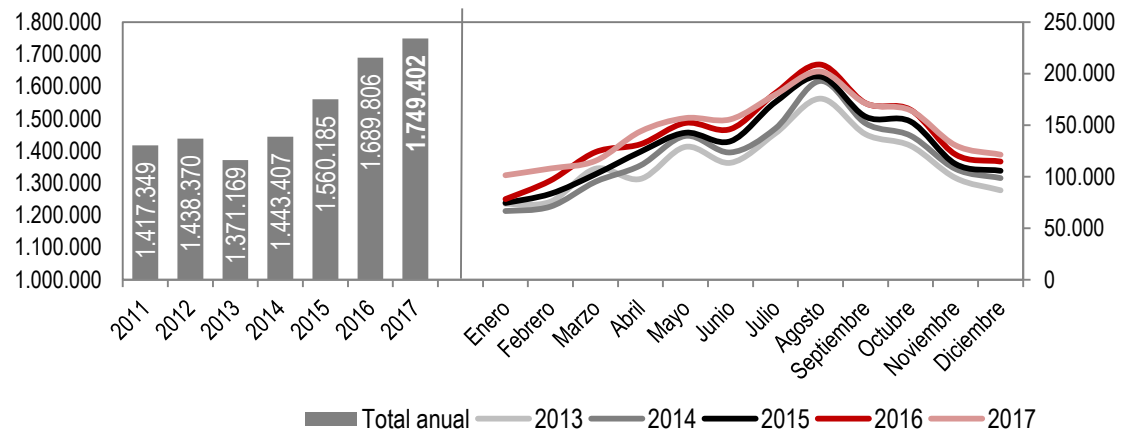 1.800.000
1.700.000
1.600.000
1.500.000
1.400.000
1.300.000
1.200.000
1.100.000
1.000.000
1.417.349
1.438.370
1.371.169
1.443.407
1.560.185
1.689.806
1.749.402
2011
2012
2013
2014
2015
2016
2017
250.000
200.000
150.000
100.000
50.000
0
Enero
Febrero
Marzo
Abril
Mayo
Junio
Julio
Agosto
Septiembre
Octubre
Noviembre
Diciembre
Total anual 2013 2014 2015 2016 2017